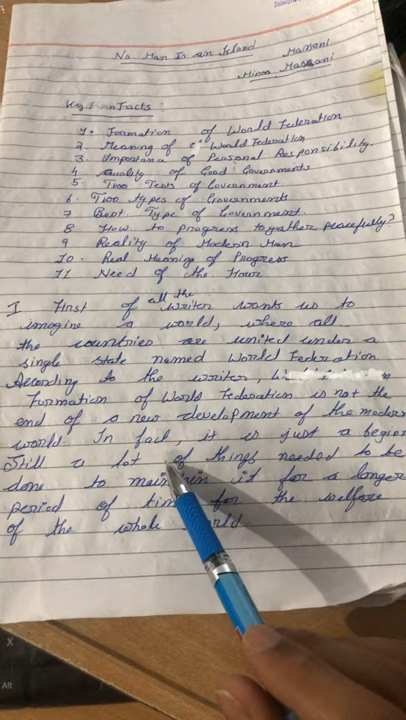 No Man Is an Island Massani
Minoo Massani
Key Facts :
1. Formation of World Federation
2. Meaning of World Federation
3. Importance of Personal Responsibility.
4 Quality of Good Governments
5 Two Tests of Government
6. Two types of Governments
7 Best Type of Government.
8 How to progress together peacefully?
9 Reality of Modern Man
10. Real Meaning of Progress
11 Need of the Hour
I First of all the writer wants us to
imagine a world, where all
the countries are united under a
single state named World Federation
According to the writer,
Formation of World Federation is not the
end of a new development of the modern
world. In fact, it is just a begin
Still a lot of things needed to be
done to maintain it for a longer
period of time for the welfare
of the whole world.
X
Alt